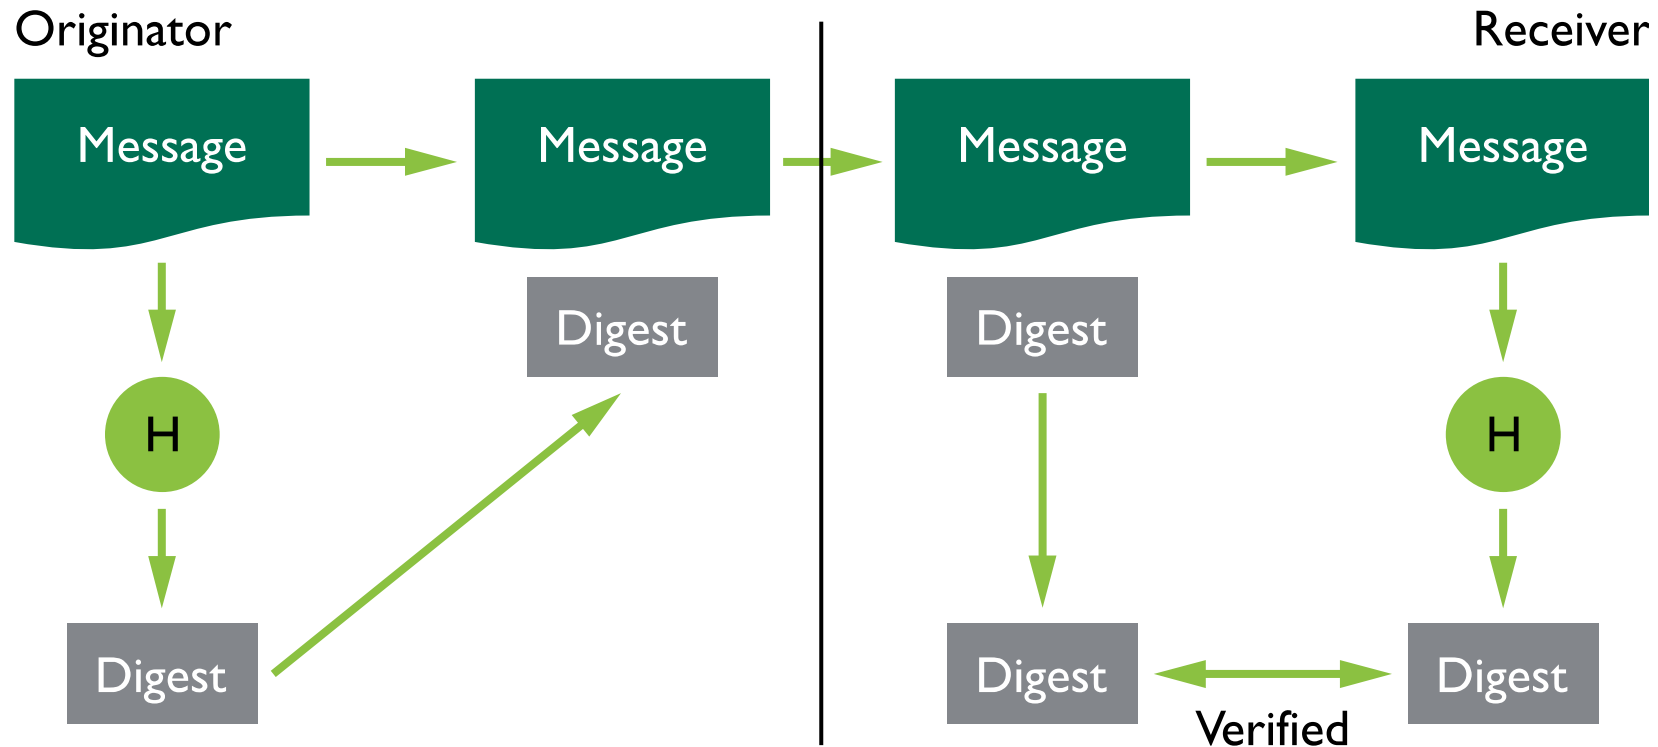 Originator
Receiver
Message
Message
Message
Message
Digest
Digest
H
H
Digest
Digest
Digest
Verified